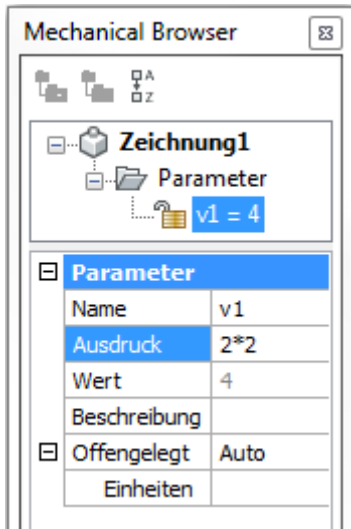 Mechanical Browser
A
Z
Zeichnung1
Parameter
v1 = 4
Parameter
Name v1
Ausdruck 2*2
Wert 4
Beschreibung
Offengelegt Auto
Einheiten